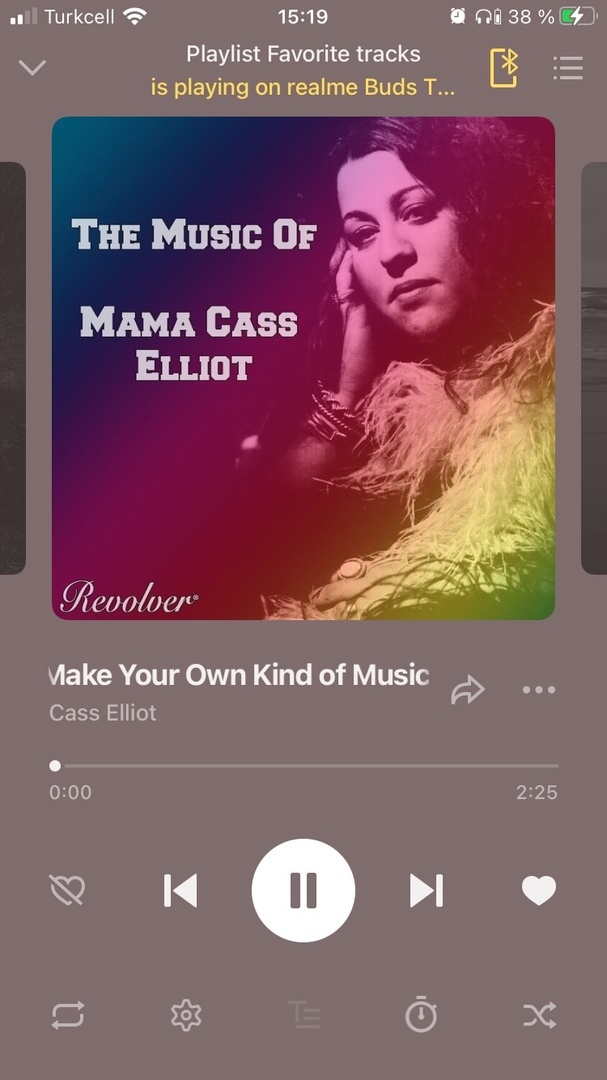 Turkcell 15:19 38 %
Playlist Favorite tracks
is playing on realme Buds T...
The Music Of
Mama Cass
Elliot
Revolver®
Make Your Own Kind of Music
Cass Elliot
0:00 2:25